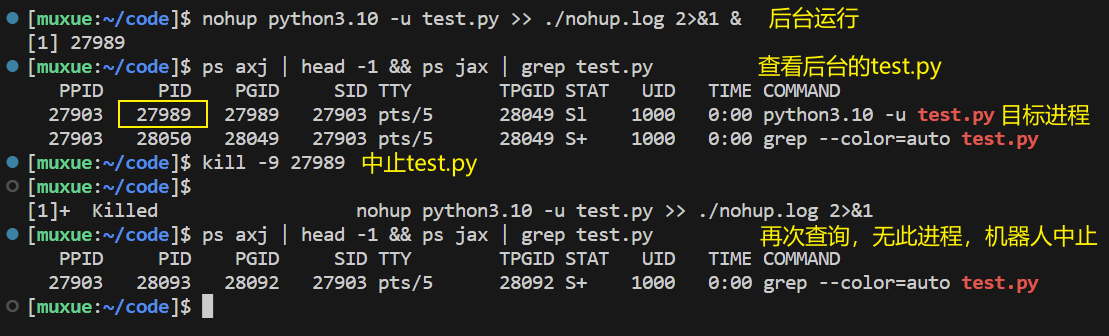 [muxue:~/code]$ nohup python3.10 -u test.py >> ./nohup.log 2>&1 & 后台运行
[1] 27989
[muxue:~/code]$ ps axj | head -1 && ps jax | grep test.py 查看后台的test.py
PPID PID PGID SID TTY TPGID STAT UID TIME COMMAND
27903 27989 27989 27903 pts/5 28049 Sl 1000 0:00 python3.10 -u test.py 目标进程
27903 28050 28049 27903 pts/5 28049 S+ 1000 0:00 grep --color=auto test.py
[muxue:~/code]$ kill -9 27989 中止test.py
[muxue:~/code]$
[1]+ Killed nohup python3.10 -u test.py >> ./nohup.log 2>&1
[muxue:~/code]$ ps axj | head -1 && ps jax | grep test.py 再次查询，无此进程，机器人中止
PPID PID PGID SID TTY TPGID STAT UID TIME COMMAND
27903 28093 28092 27903 pts/5 28092 S+ 1000 0:00 grep --color=auto test.py
[muxue:~/code]$